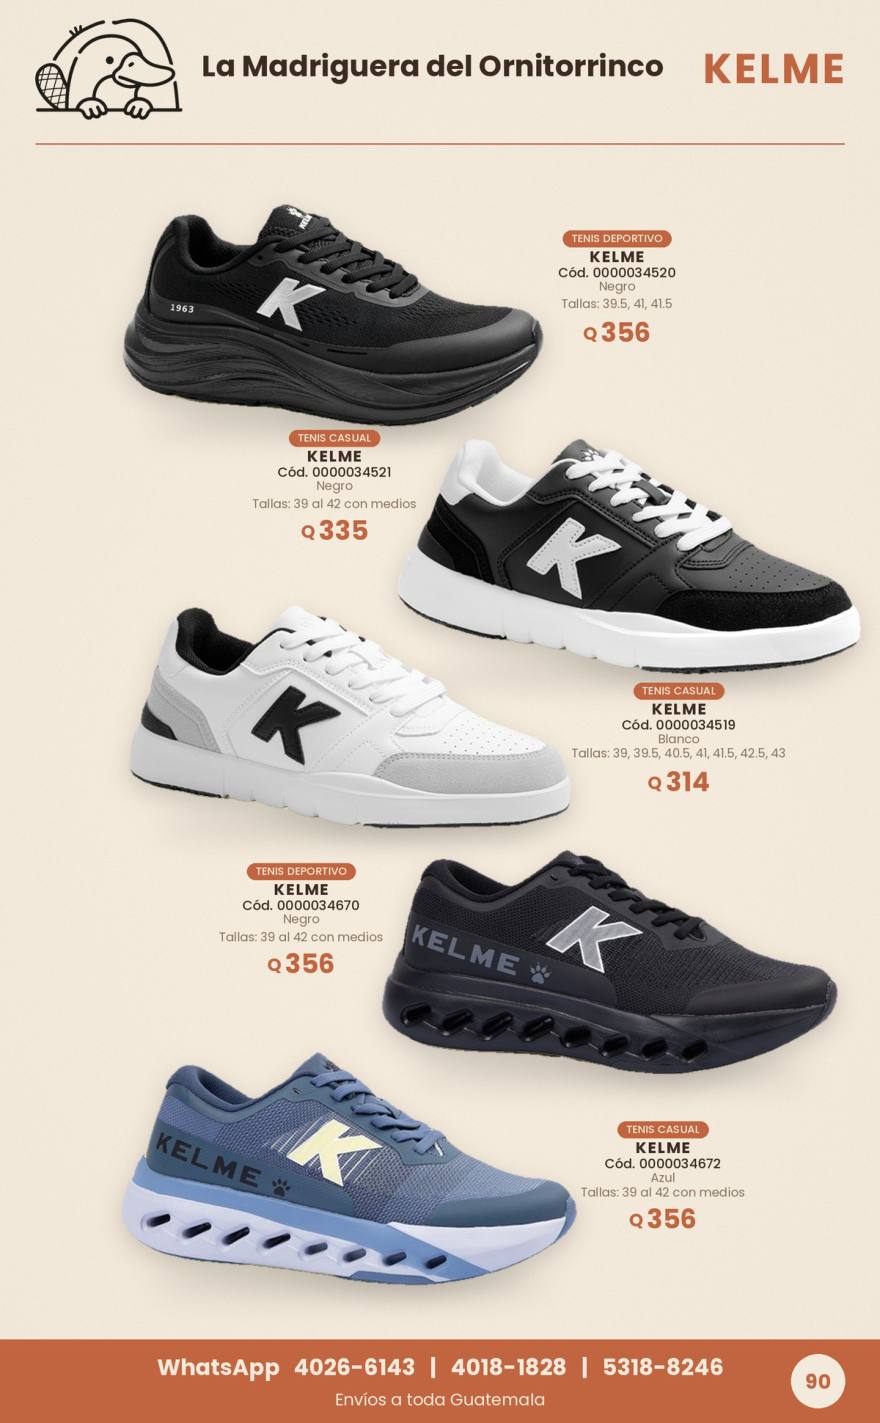 La Madriguera del Ornitorrinco
KELME
TENIS DEPORTIVO
KELME
Cód. 0000034520
Negro
Tallas: 39.5, 41, 41.5
Q 356
K
1963
TENIS CASUAL
KELME
Cód. 0000034521
Negro
Tallas: 39 al 42 con medios
Q 335
K
K
TENIS CASUAL
KELME
Cód. 0000034519
Blanco
Tallas: 39, 39.5, 40.5, 41, 41.5, 42.5, 43
Q 314
TENIS DEPORTIVO
KELME
Cód. 0000034670
Negro
Tallas: 39 al 42 con medios
Q 356
K
KELME
K
KELME
TENIS CASUAL
KELME
Cód. 0000034672
Azul
Tallas: 39 al 42 con medios
Q 356
WhatsApp 4026-6143 | 4018-1828 | 5318-8246
Envíos a toda Guatemala
90